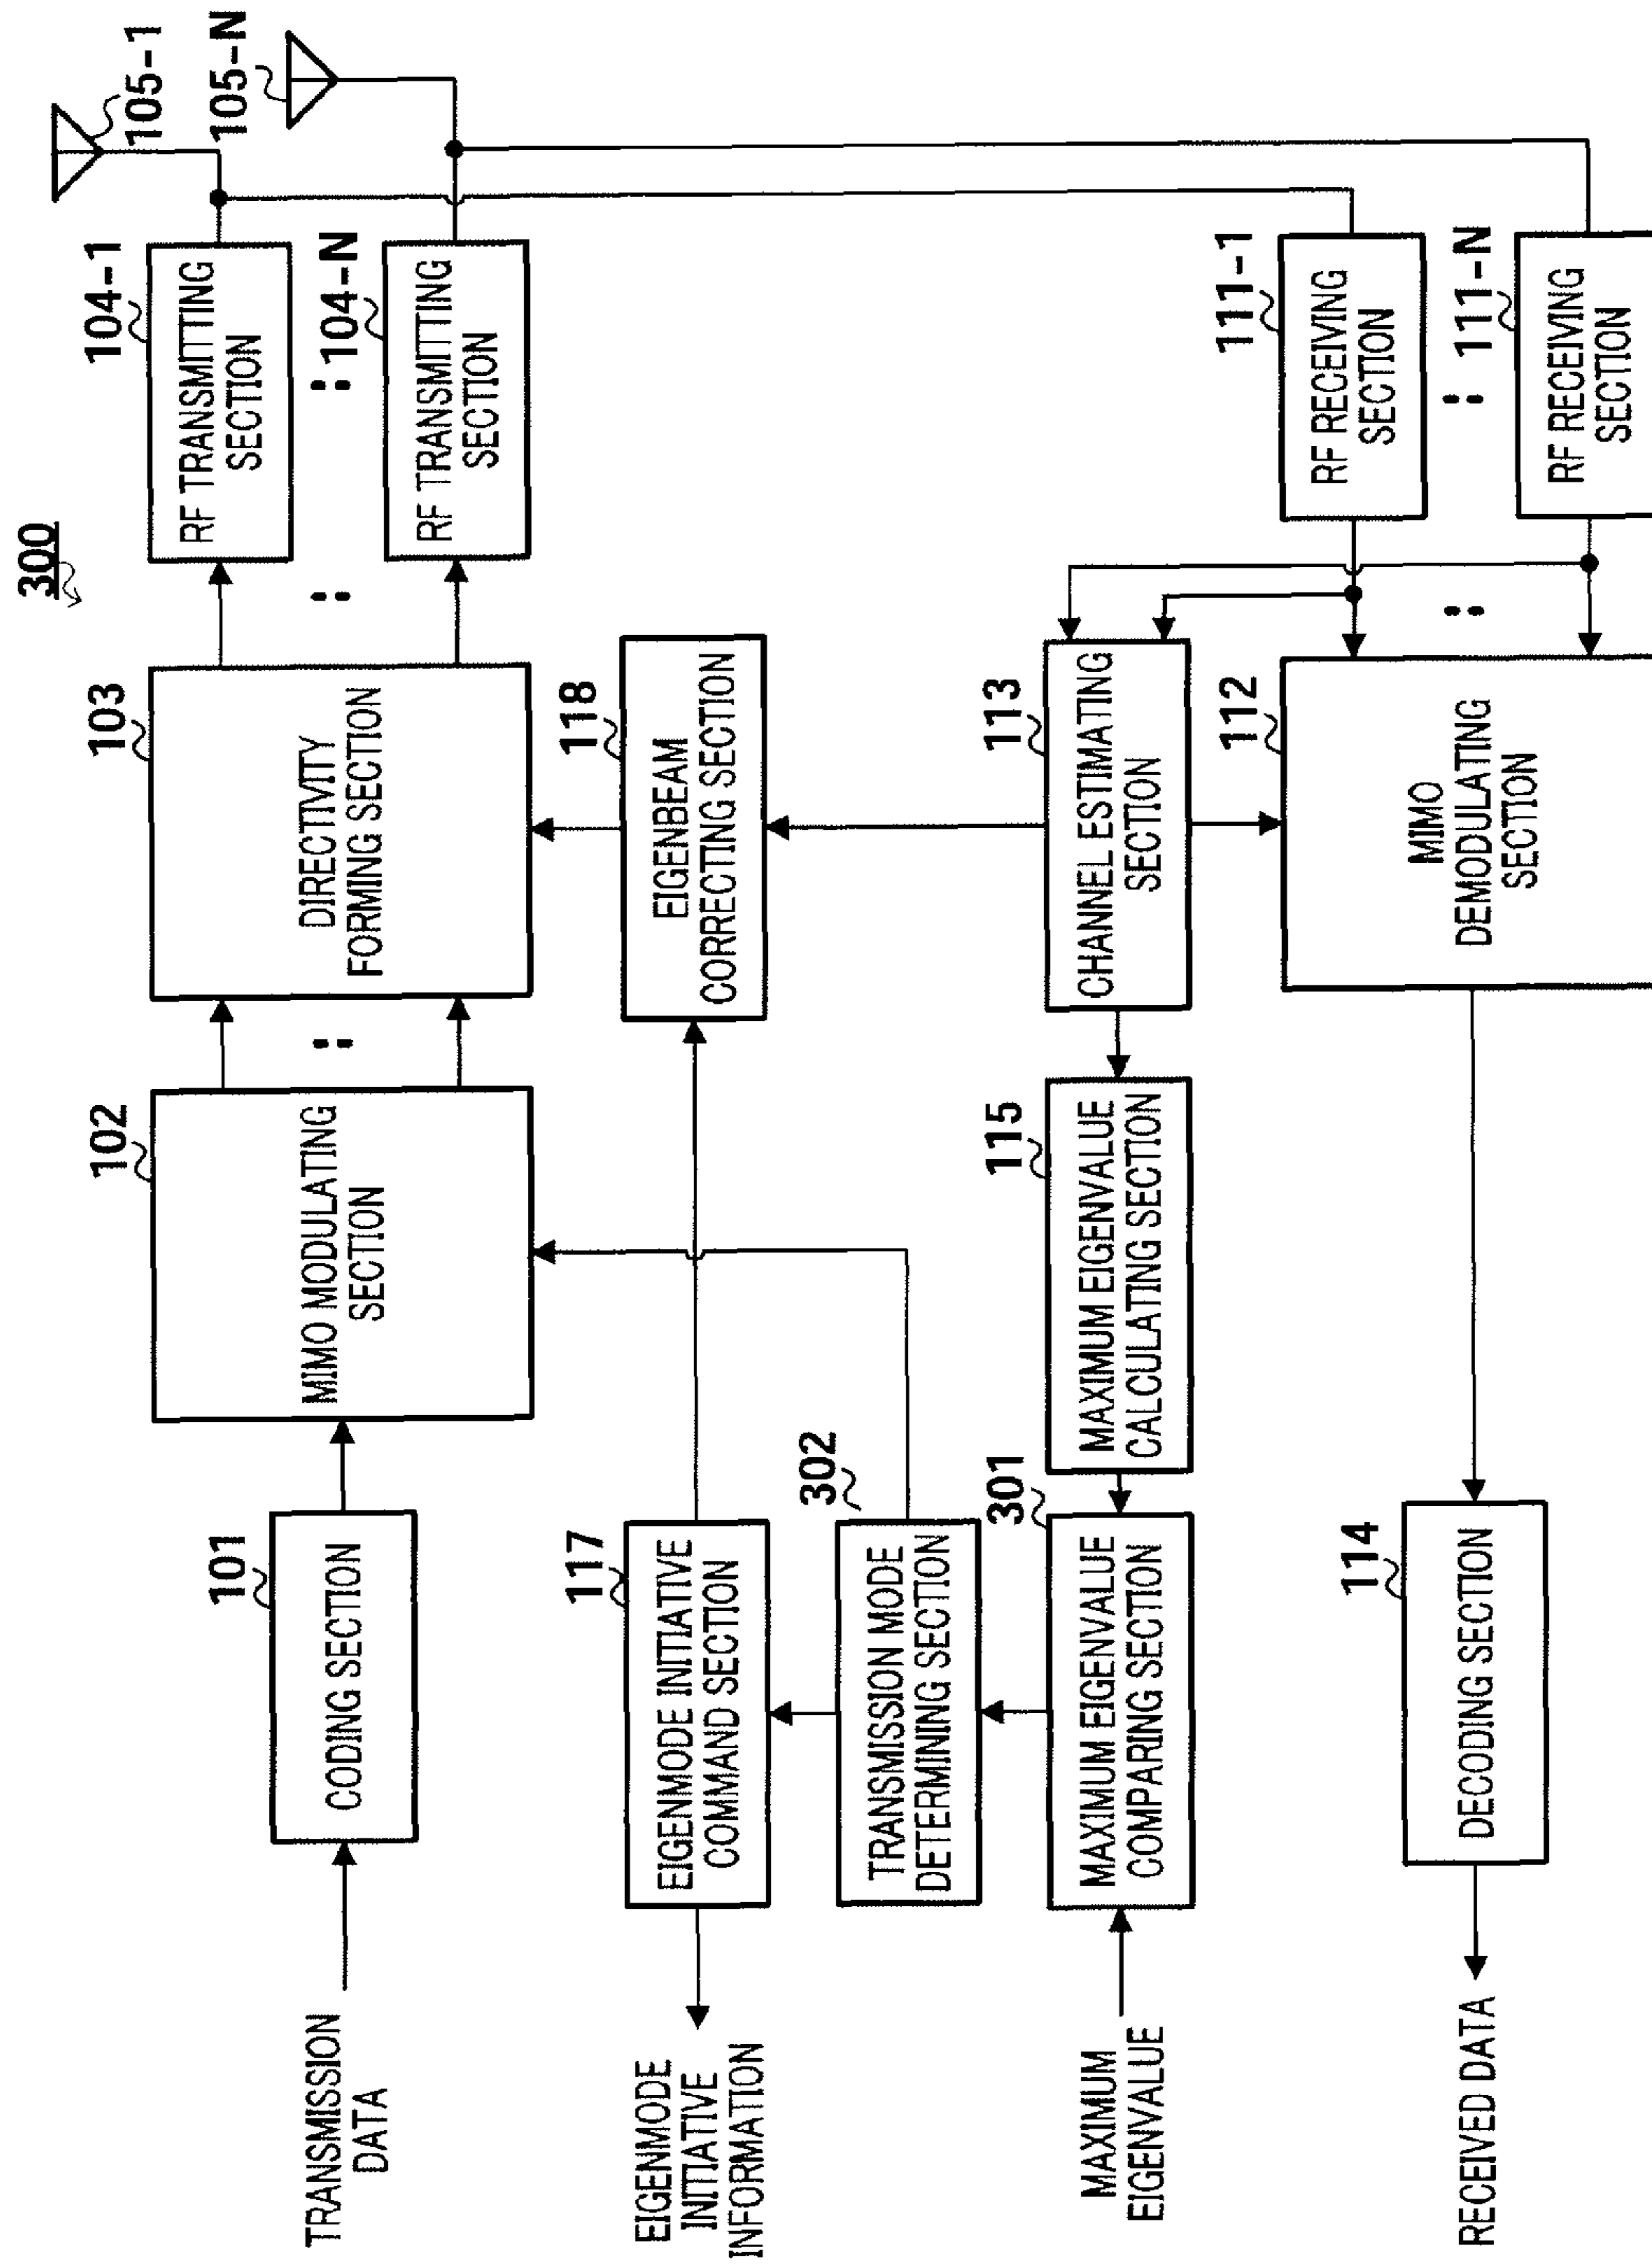 300
TRANSMISSION
DATA
101
CODING SECTION
102
MIMO MODULATING
SECTION
103
DIRECTIVITY
FORMING SECTION
104-1
RF TRANSMITTING
SECTION
104-N
RF TRANSMITTING
SECTION
105-1
105-N
EIGENMODE
INITIATIVE
INFORMATION
117
EIGENMODE INITIATIVE
COMMAND SECTION
118
EIGENBEAM
CORRECTING SECTION
302
TRANSMISSION MODE
DETERMINING SECTION
MAXIMUM
EIGENVALUE
301
MAXIMUM EIGENVALUE
COMPARING SECTION
115
MAXIMUM EIGENVALUE
CALCULATING SECTION
113
CHANNEL ESTIMATING
SECTION
111-1
RF RECEIVING
SECTION
RECEIVED DATA
114
DECODING SECTION
112
MIMO
DEMODULATING
SECTION
111-N
RF RECEIVING
SECTION